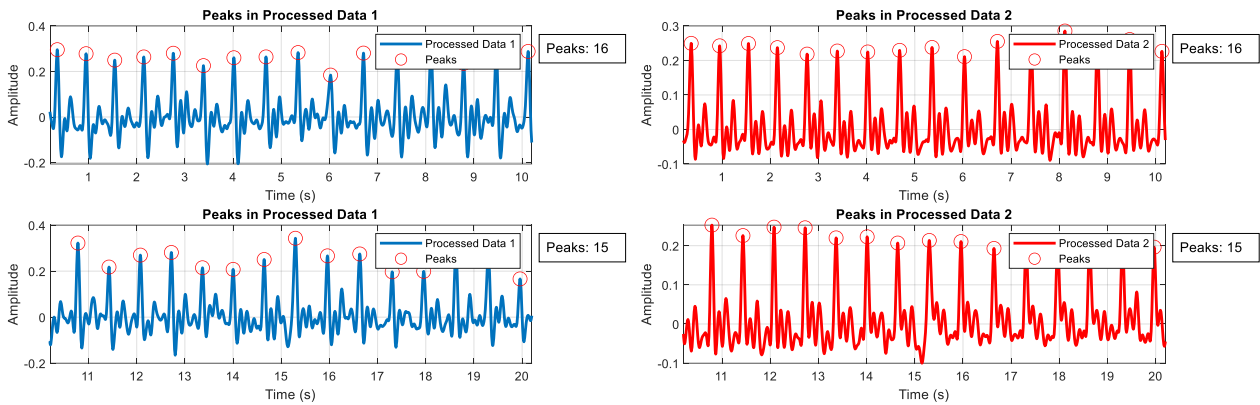 Peaks in Processed Data 1
0.4
0.2
0
-0.2
Amplitude
1 2 3 4 5 6 7 8 9 10
Time (s)
Processed Data 1
Peaks
Peaks: 16
Peaks in Processed Data 2
0.3
0.2
0.1
0
-0.1
Amplitude
1 2 3 4 5 6 7 8 9 10
Time (s)
Processed Data 2
Peaks
Peaks: 16
Peaks in Processed Data 1
0.4
0.2
0
-0.2
Amplitude
11 12 13 14 15 16 17 18 19 20
Time (s)
Processed Data 1
Peaks
Peaks: 15
Peaks in Processed Data 2
0.2
0.1
0
-0.1
Amplitude
11 12 13 14 15 16 17 18 19 20
Time (s)
Processed Data 2
Peaks
Peaks: 15